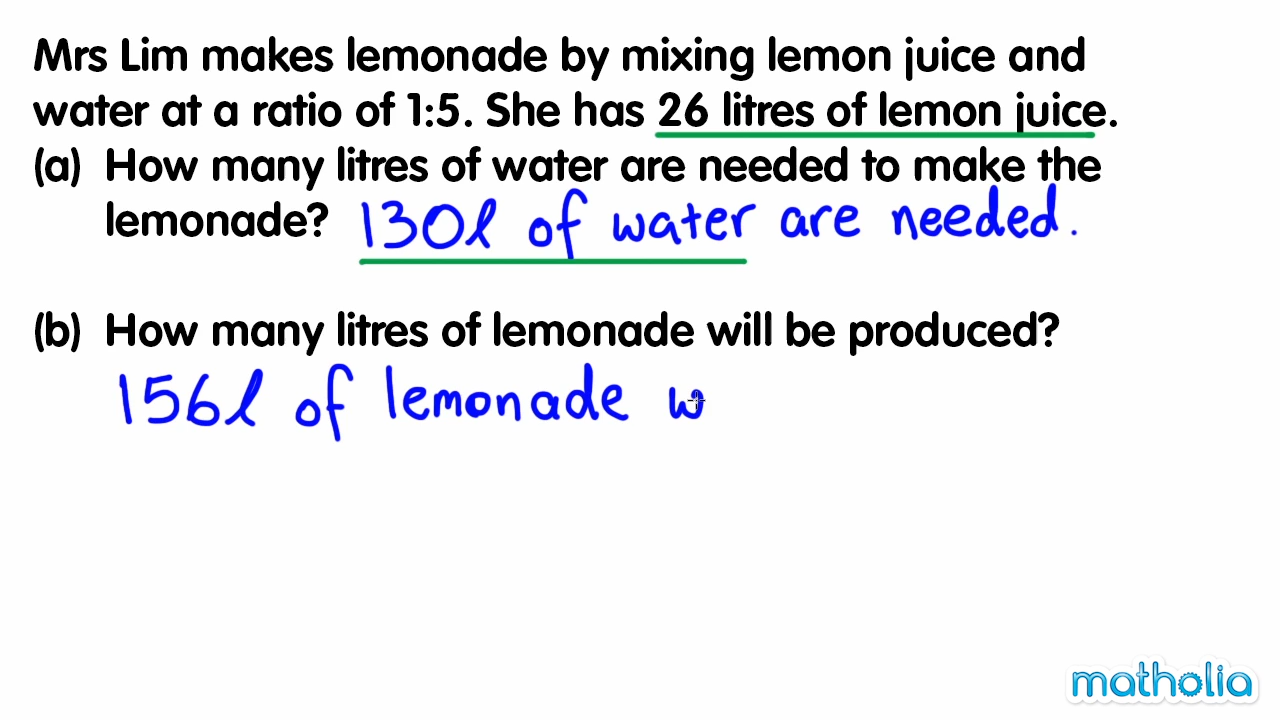 Mrs Lim makes lemonade by mixing lemon juice and
water at a ratio of 1:5. She has 26 litres of lemon juice.
(a) How many litres of water are needed to make the
lemonade? 130l of water are needed.
(b) How many litres of lemonade will be produced?
156l of lemonade w
matholia